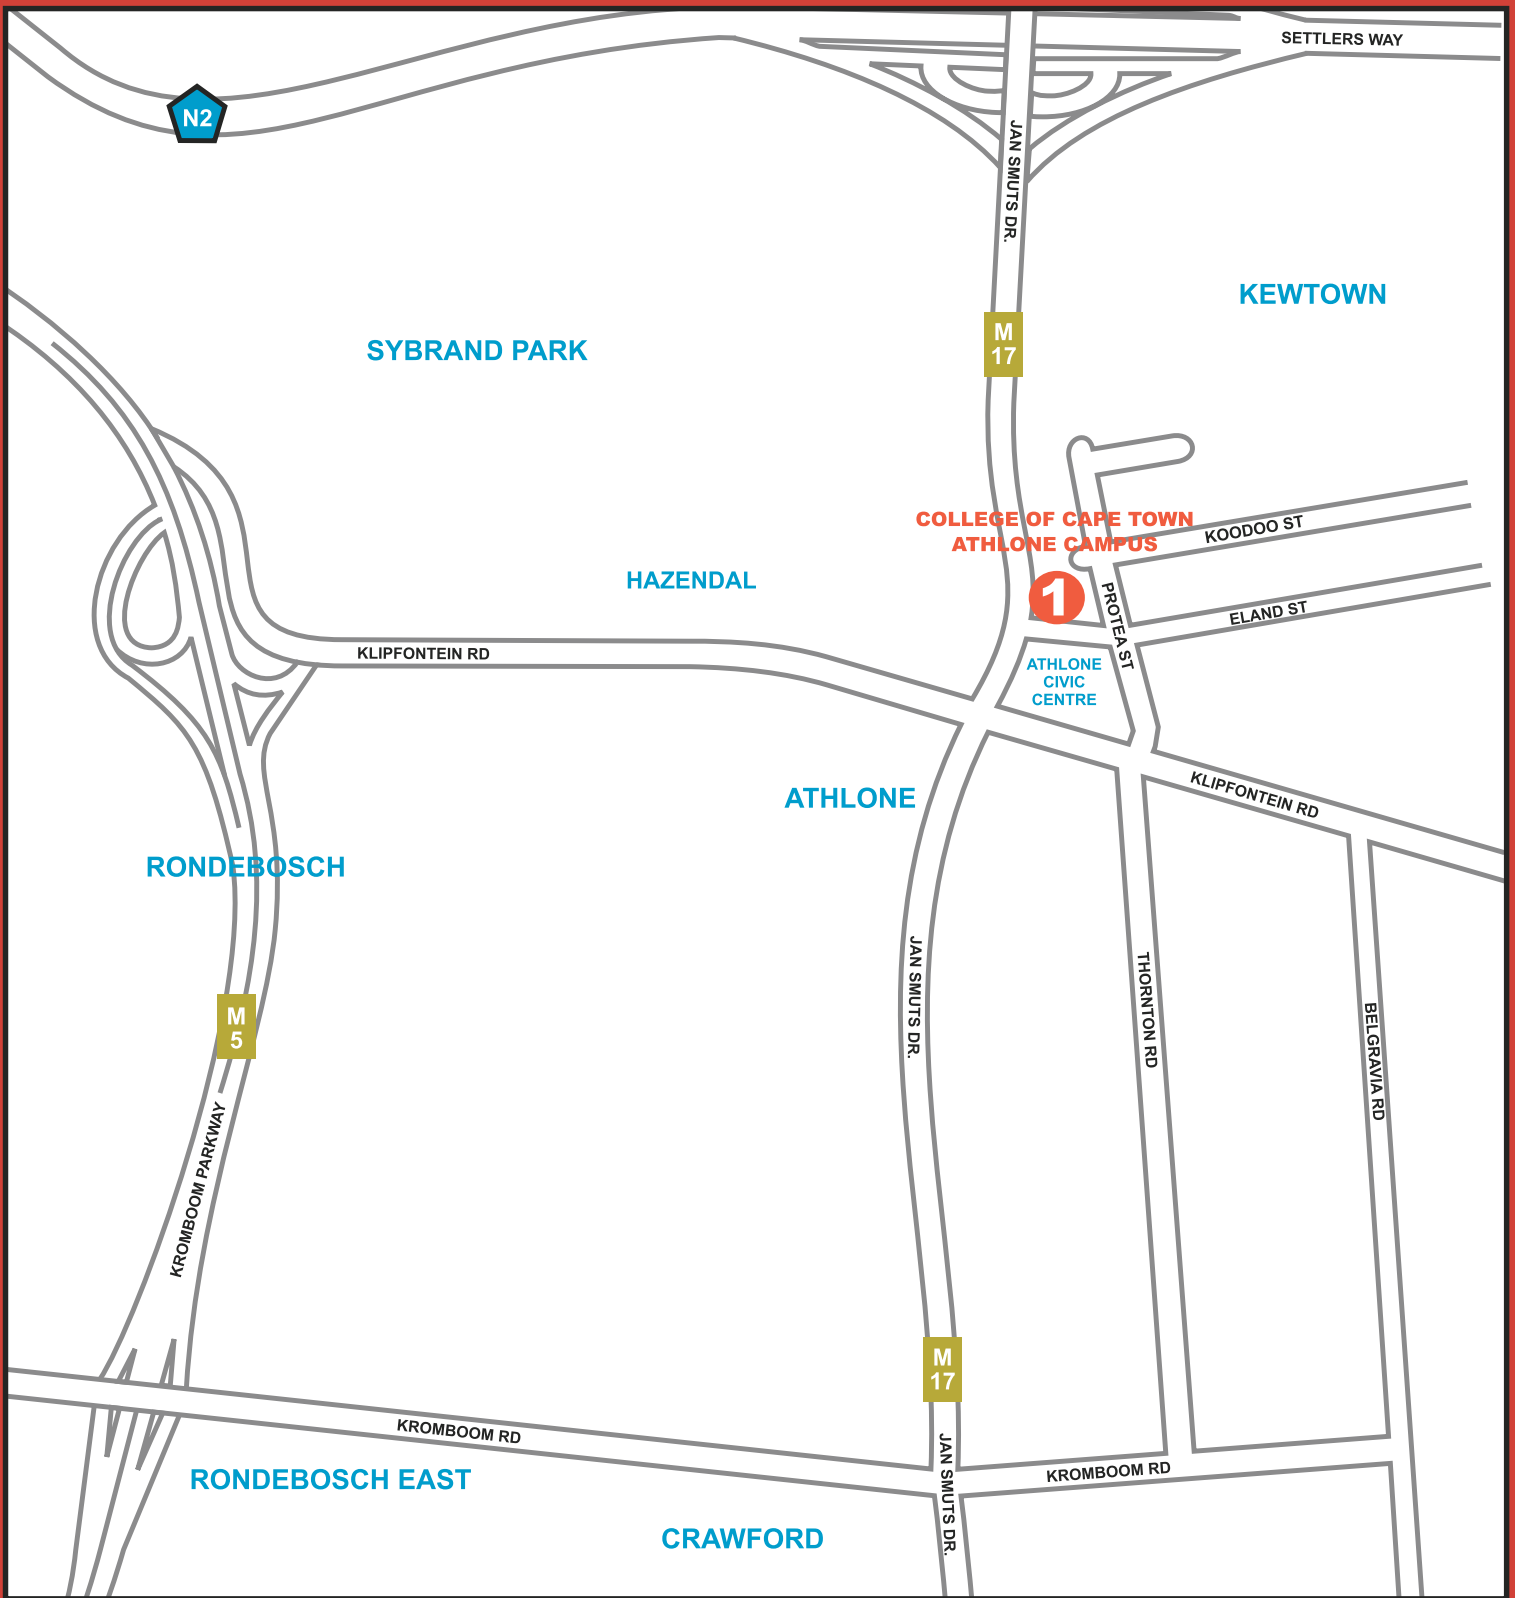 SETTLERS WAY
N2
JAN SMUTS DR.
KEWTOWN
M
17
SYBRAND PARK
COLLEGE OF CAPE TOWN
ATHLONE CAMPUS
KOODOO ST
HAZENDAL
1
PROTEA ST
ELAND ST
KLIPFONTEIN RD
ATHLONE
CIVIC
CENTRE
ATHLONE
KLIPFONTEIN RD
RONDEBOSCH
JAN SMUTS DR.
THORNTON RD
M
5
BELGRAVIA RD
KROMBOOM PARKWAY
M
17
KROMBOOM RD
JAN SMUTS DR.
KROMBOOM RD
RONDEBOSCH EAST
CRAWFORD